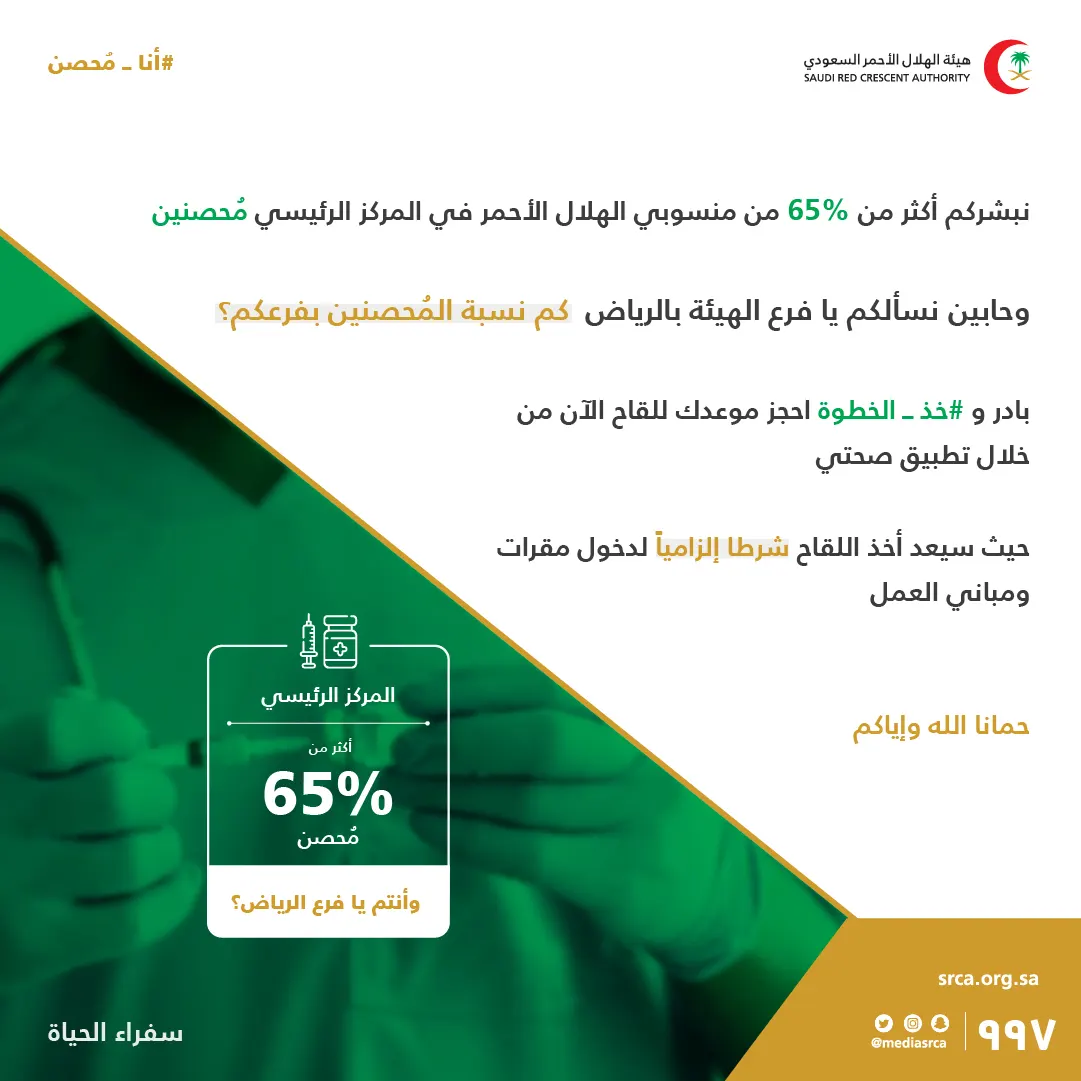 هيئة الهلال الأحمر السعودي
SAUDI RED CRESCENT AUTHORITY
#أنا ـ مُحصن
نبشركم أكثر من 65% من منسوبي الهلال الأحمر في المركز الرئيسي مُحصنين
وحابين نسألكم يا فرع الهيئة بالرياض كم نسبة المُحصنين بفرعكم؟
بادر و #خذ ـ الخطوة احجز موعدك للقاح الآن من
خلال تطبيق صحتي
حيث سيعد أخذ اللقاح شرطا إلزامياً لدخول مقرات
ومباني العمل
حمانا الله وإياكم
المركز الرئيسي
أكثر من
65%
مُحصن
وأنتم يا فرع الرياض؟
srca.org.sa
٩٩٧
@mediasrca
سفراء الحياة